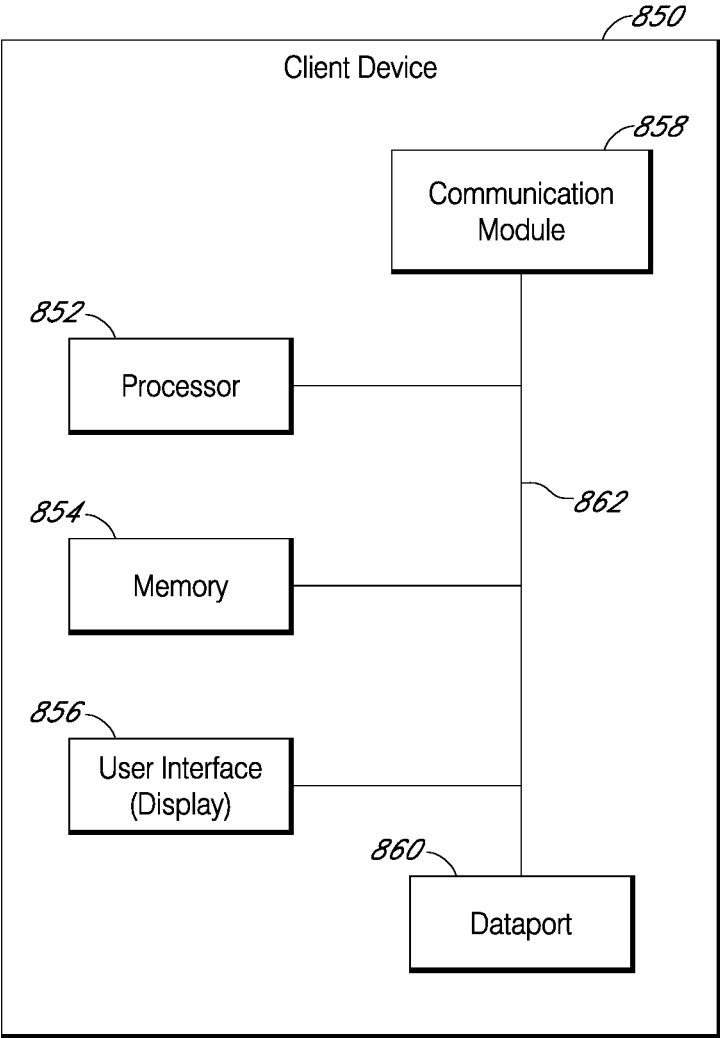 850
Client Device
858
Communication
Module
852
Processor
862
854
Memory
856
User Interface
(Display)
860
Dataport